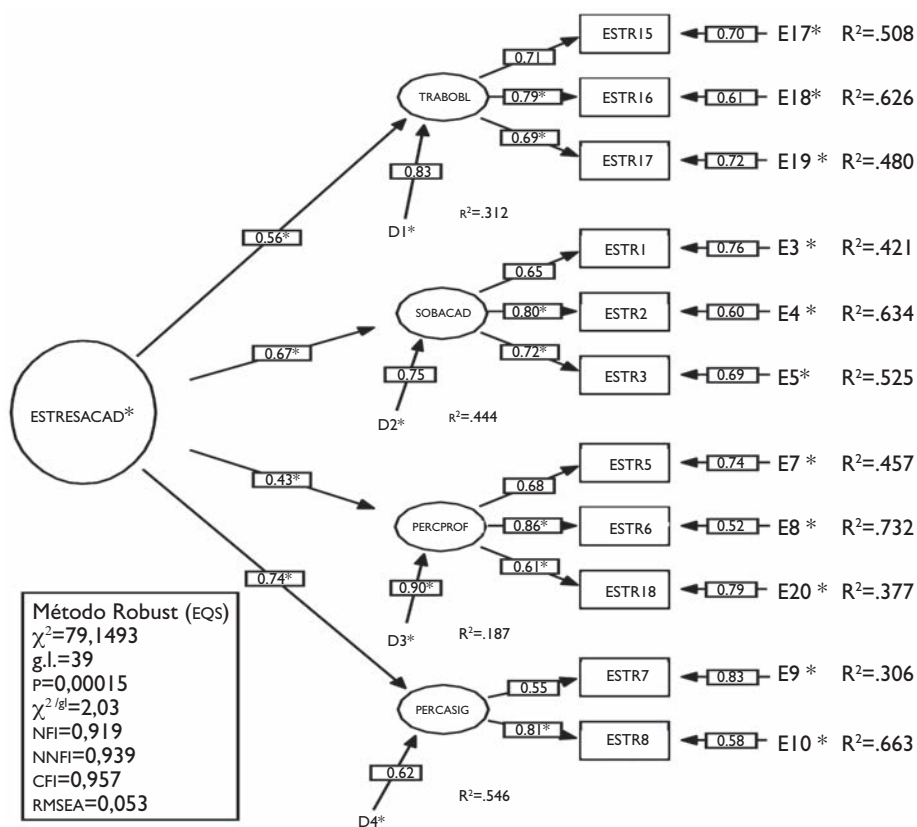 ESTR15 0.70 E17* R²=.508
0.71
TRABOBL 0.79* ESTR16 0.61 E18* R²=.626
0.69*
ESTR17 0.72 E19 * R²=.480
0.83
D1* R²=.312
0.56*
ESTR1 0.76 E3 * R²=.421
0.65
SOBACAD 0.80* ESTR2 0.60 E4 * R²=.634
0.72*
ESTR3 0.69 E5* R²=.525
0.67*
0.75
D2* R²=.444
ESTRESACAD*
ESTR5 0.74 E7 * R²=.457
0.43*
0.68
PERCPROF 0.86* ESTR6 0.52 E8 * R²=.732
0.61*
ESTR18 0.79 E20 * R²=.377
0.90*
D3* R²=.187
0.74*
ESTR7 0.83 E9 * R²=.306
0.55
PERCASIG
0.81* ESTR8 0.58 E10 * R²=.663
0.62
D4* R²=.546
Método Robust (EQS)
χ²=79,1493
g.l.=39
P=0,00015
χ² /gl=2,03
NFI=0,919
NNFI=0,939
CFI=0,957
RMSEA=0,053